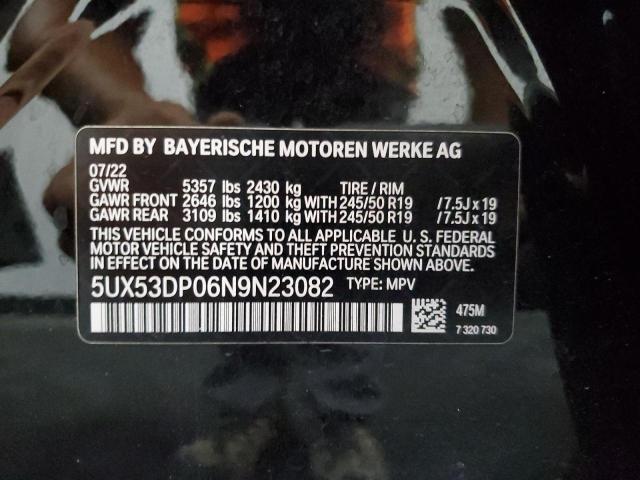 MFD BY BAYERISCHE MOTOREN WERKE AG
07/22
GVWR 5357 lbs 2430 kg TIRE / RIM
GAWR FRONT 2646 lbs 1200 kg WITH 245/50 R19 /7.5J x 19
GAWR REAR 3109 lbs 1410 kg WITH 245/50 R19 /7.5J x 19
THIS VEHICLE CONFORMS TO ALL APPLICABLE U. S. FEDERAL
MOTOR VEHICLE SAFETY AND THEFT PREVENTION STANDARDS
IN EFFECT ON THE DATE OF MANUFACTURE SHOWN ABOVE.
5UX53DP06N9N23082 TYPE: MPV
475M
7 320 730